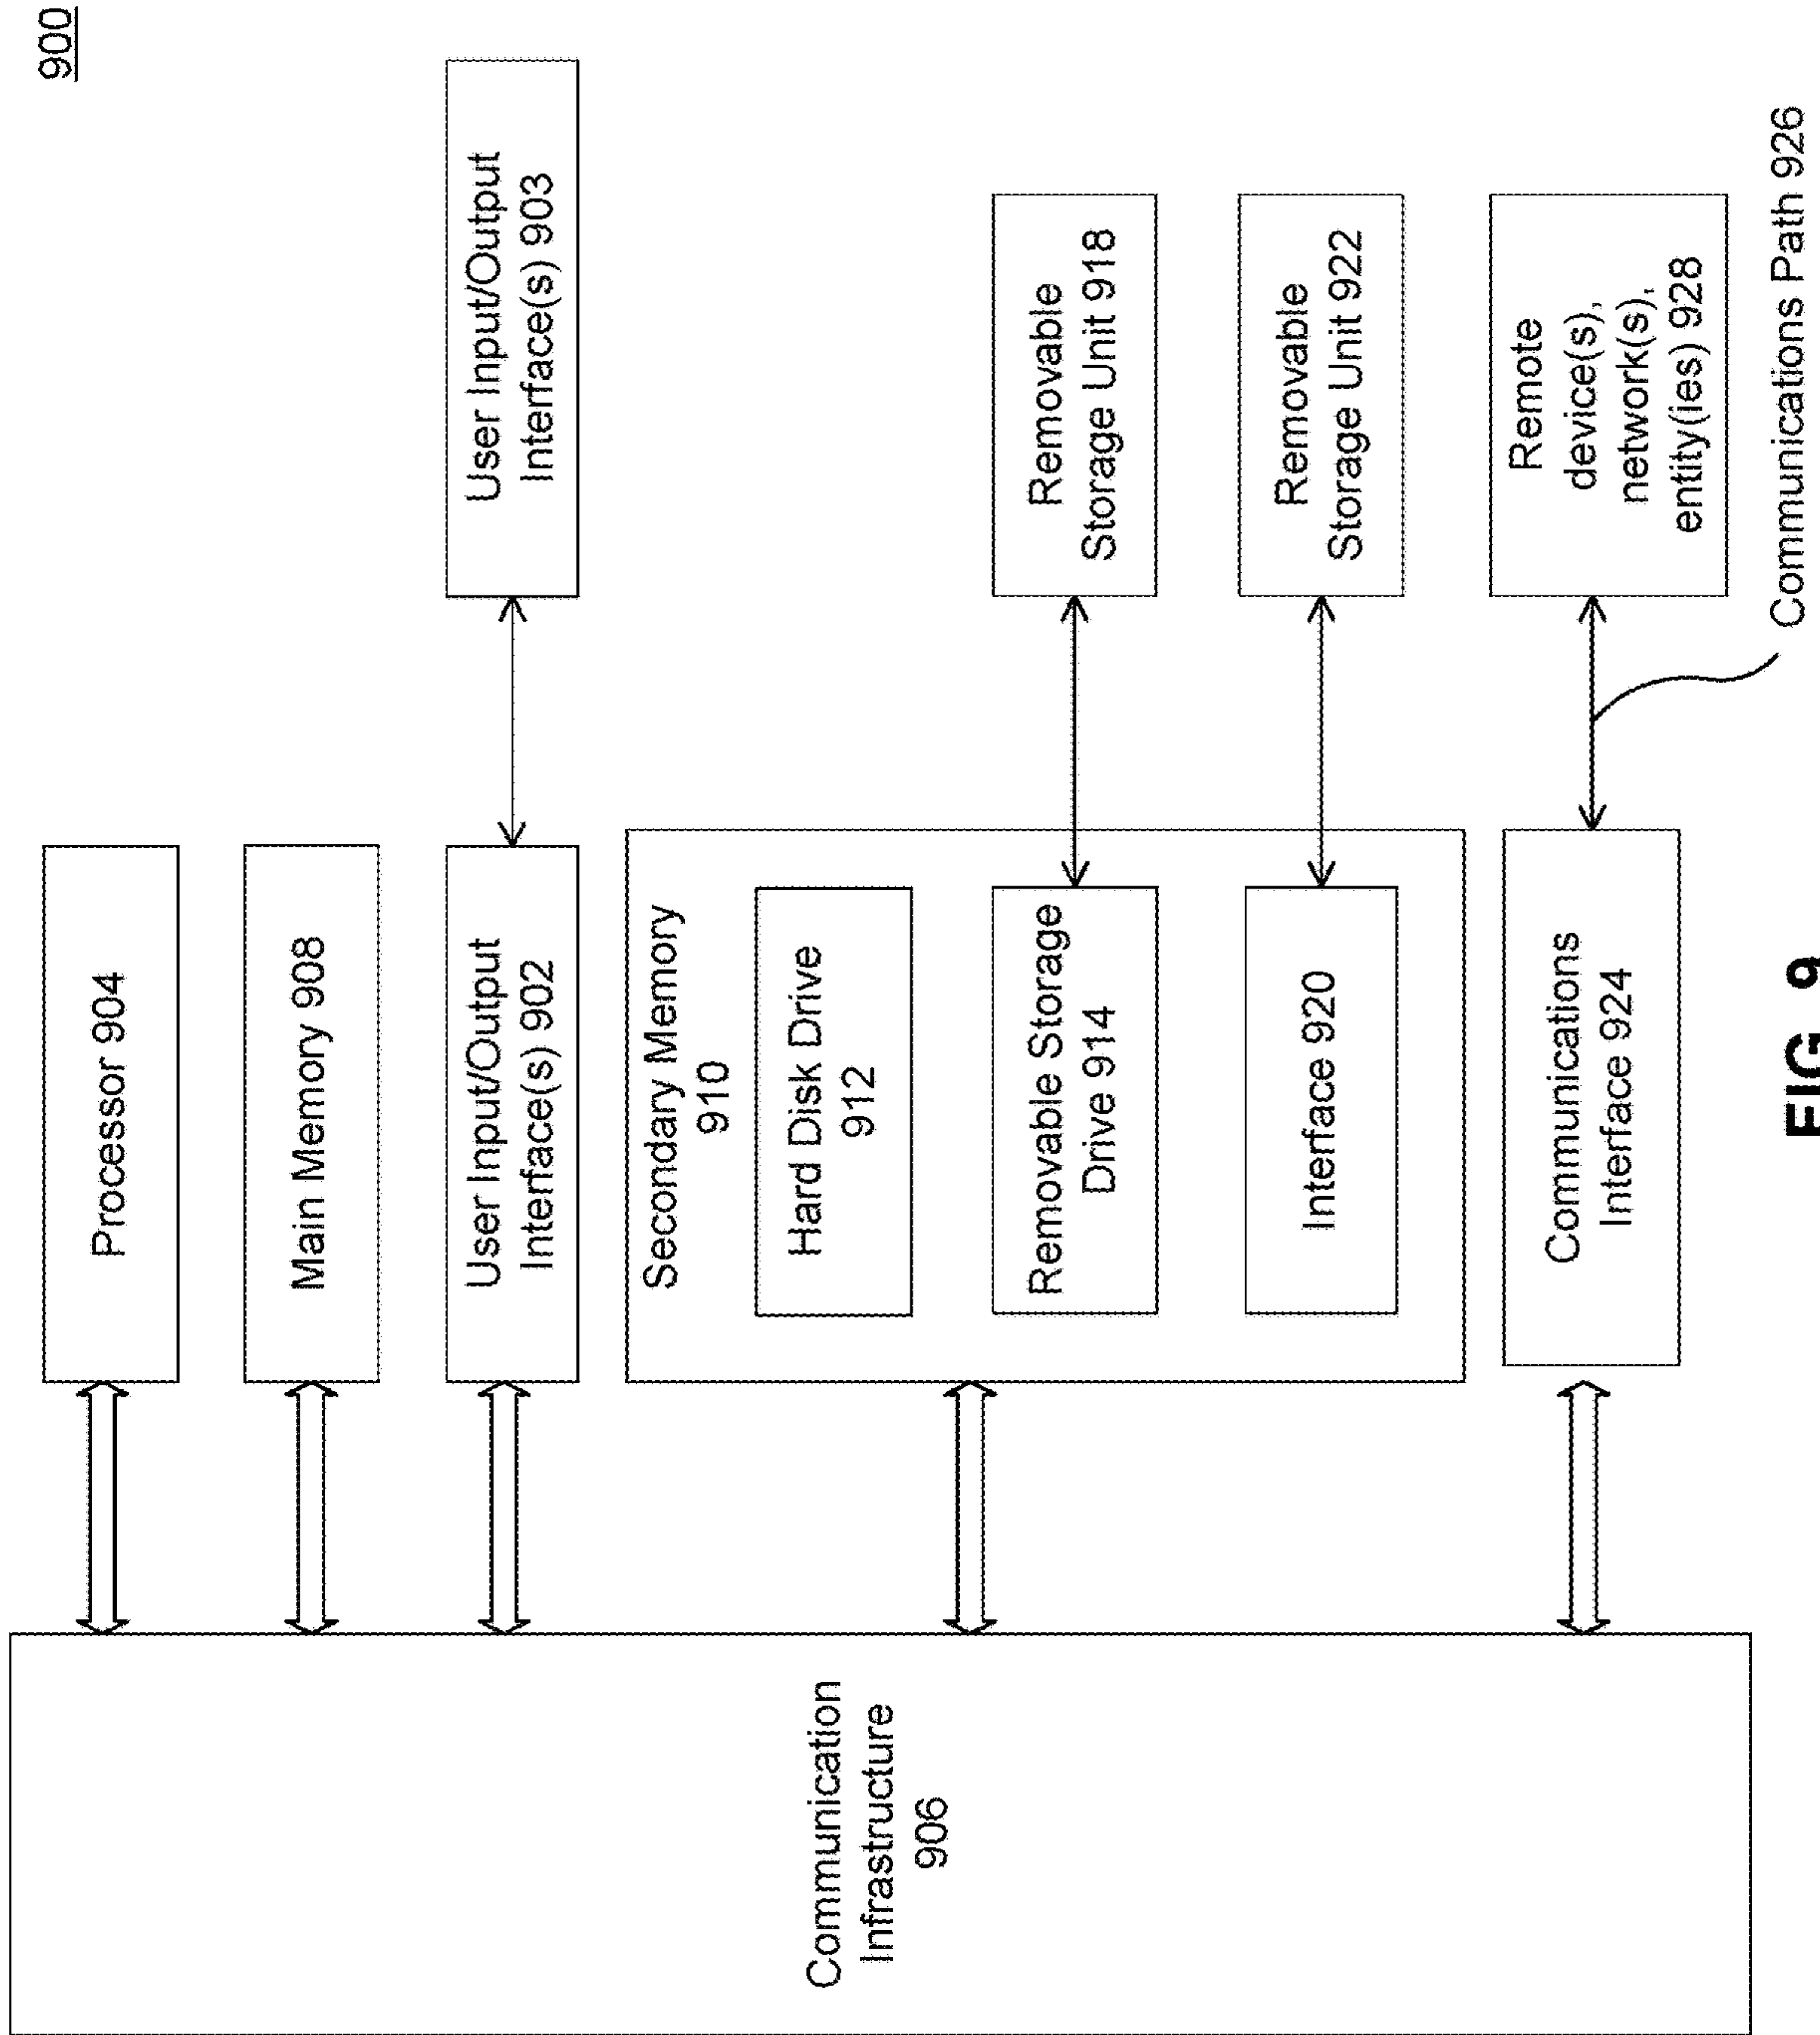 900
Processor 904
Main Memory 908
User Input/Output
Interface(s) 902
User Input/Output
Interface(s) 903
Secondary Memory
910
Hard Disk Drive
912
Removable Storage
Drive 914
Removable
Storage Unit 918
Interface 920
Removable
Storage Unit 922
Communications
Interface 924
Remote
device(s),
network(s),
entity(ies) 928
Communications Path 926
Communication
Infrastructure
906
FIG. 9